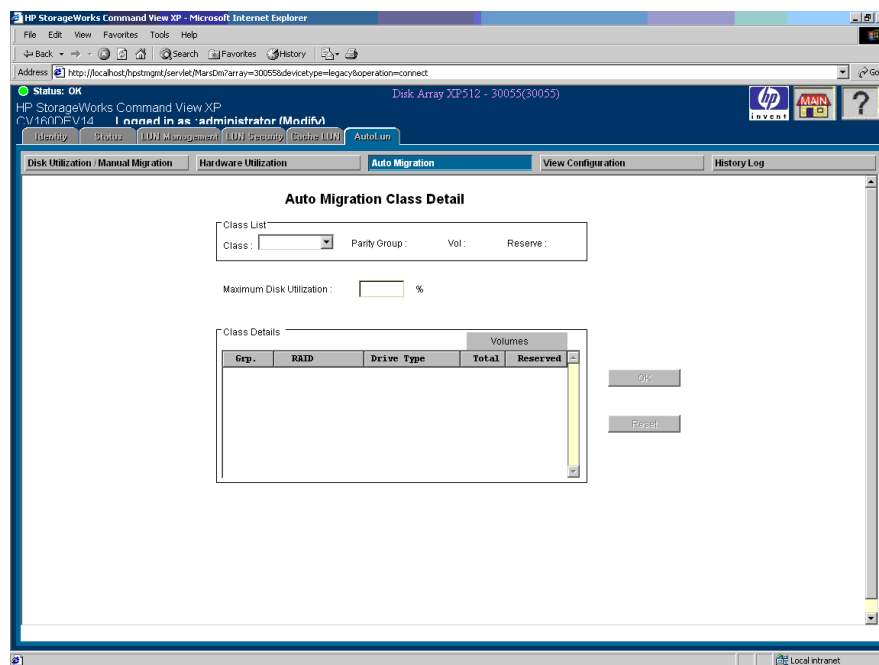 HP StorageWorks Command View XP - Microsoft Internet Explorer
File Edit View Favorites Tools Help
Back Search Favorites History
Address http://localhost/hpstmgmt/servlet/MarsDm?array=30055&devicetype=legacy&operation=connect Go
Status: OK
Disk Array XP512 - 30055(30055)
HP StorageWorks Command View XP
CV160DEV14 Logged in as :administrator (Modify)
hp
invent
MAIN
?
Identity Status LUN Management LUN Security Cache LUN AutoLun
Disk Utilization / Manual Migration Hardware Utilization Auto Migration View Configuration History Log
Auto Migration Class Detail
Class List
Class : Parity Group : Vol : Reserve :
Maximum Disk Utilization : %
Class Details
Volumes
Grp. RAID Drive Type Total Reserved
OK
Reset
Local intranet